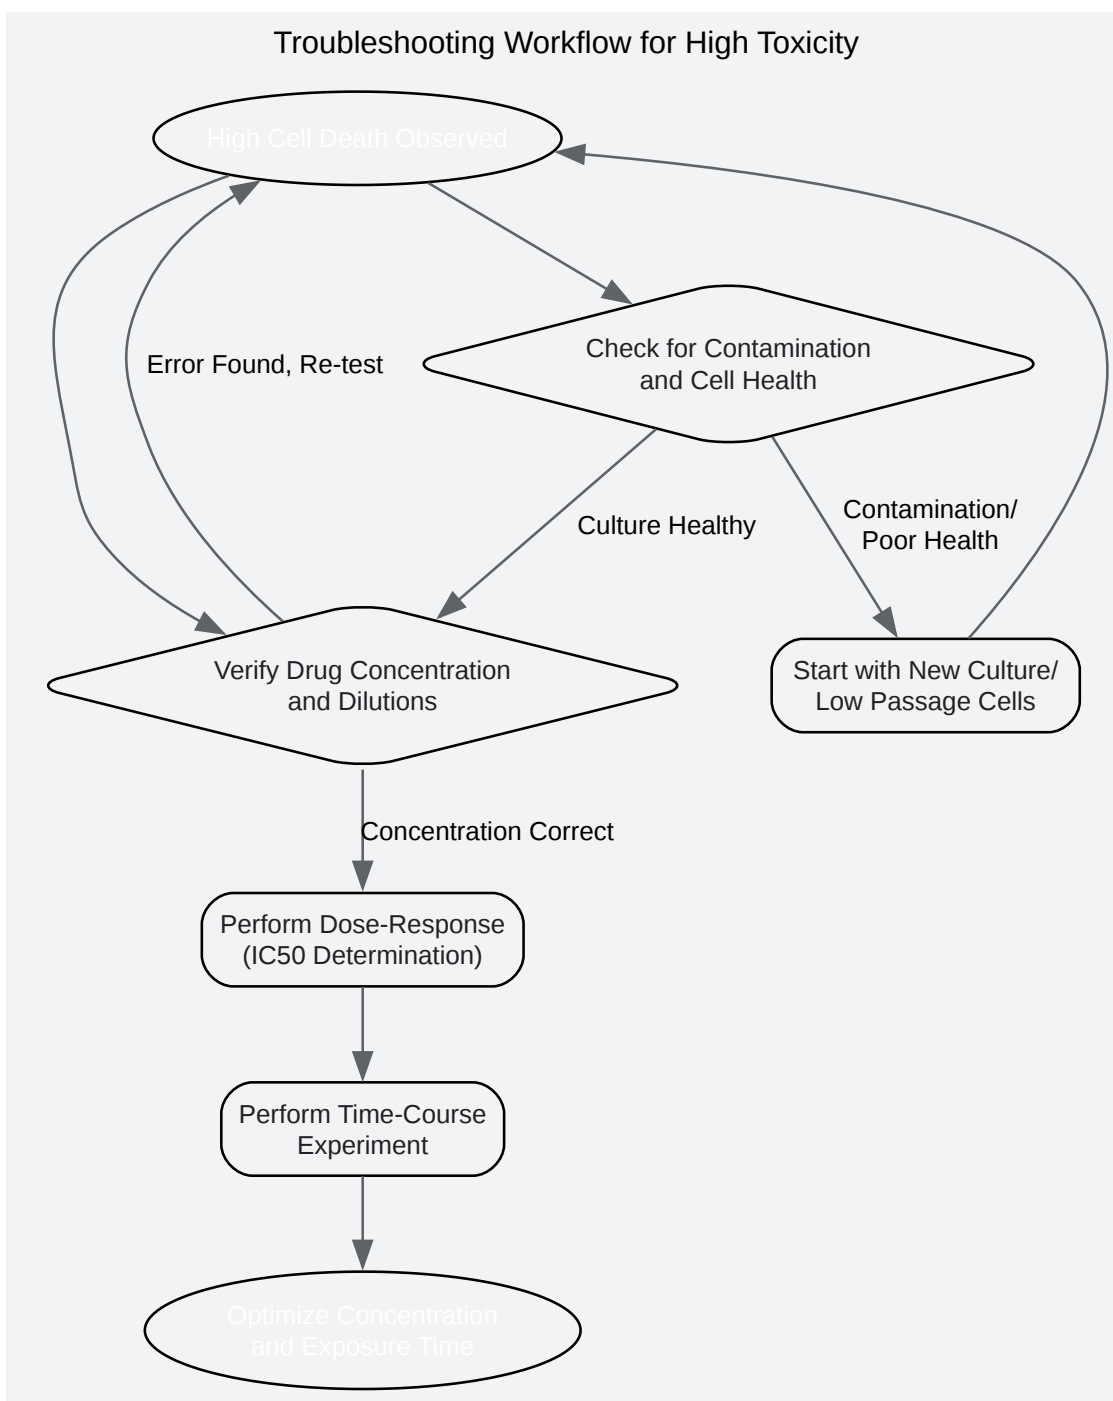 Troubleshooting Workflow for High Toxicity
High Cell Death Observed
Error Found, Re-test
Check for Contamination
and Cell Health
Culture Healthy
Contamination/
Poor Health
Verify Drug Concentration
and Dilutions
Start with New Culture/
Low Passage Cells
Concentration Correct
Perform Dose-Response
(IC50 Determination)
Perform Time-Course
Experiment
Optimize Concentration
and Exposure Time